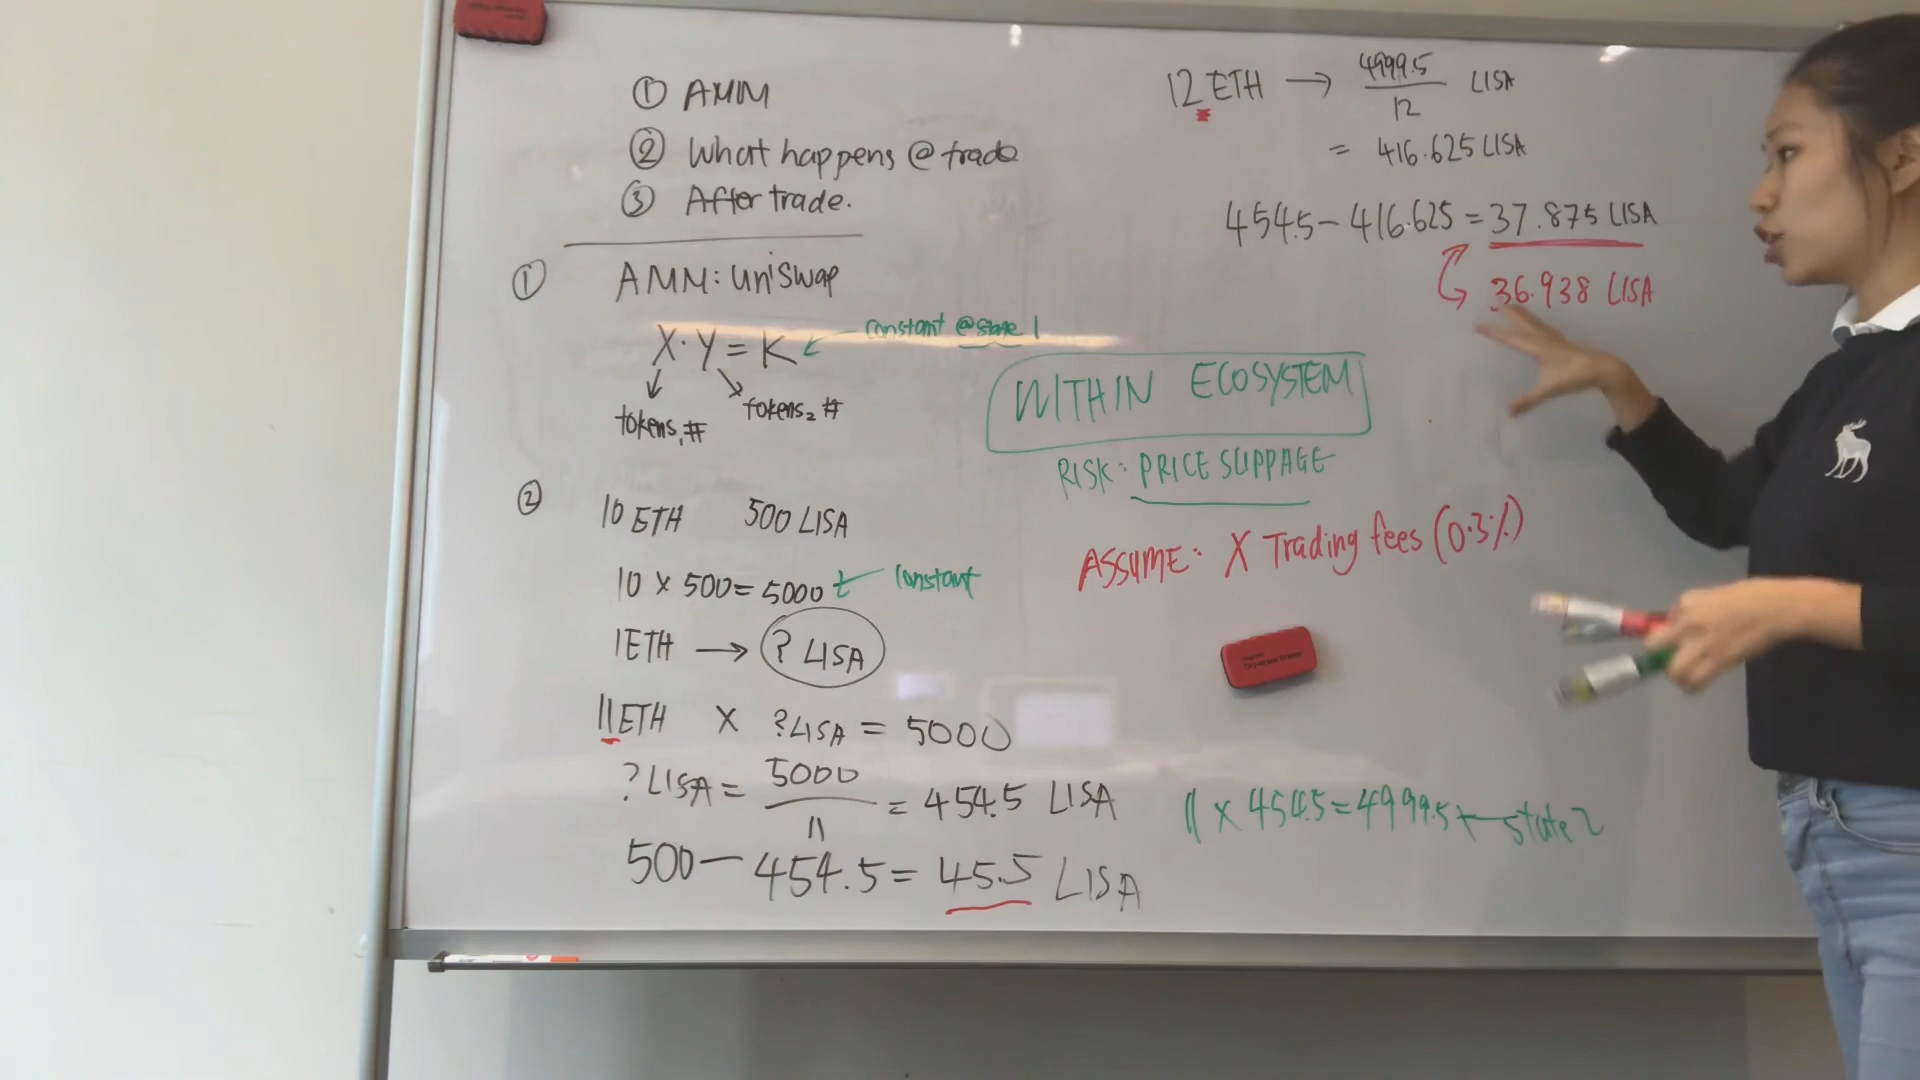 ① AMM
② What happens @ trade
③ After trade.
① AMM: Uniswap
X · Y = K ← constant @ state 1
tokens₁ # tokens₂ #
② 10 ETH 500 LISA
10 x 500 = 5000 ← constant
1ETH → ? LISA
11ETH X ? LISA = 5000
? LISA = 5000 / 11 = 454.5 LISA
500 - 454.5 = 45.5 LISA
12 ETH → 4999.5 / 12 LISA
= 416.625 LISA
454.5 - 416.625 = 37.875 LISA
36.938 LISA
WITHIN ECOSYSTEM
RISK: PRICE SLIPPAGE
ASSUME: X Trading fees (0.3%)
11 x 454.5 = 4999.5 ← state 2